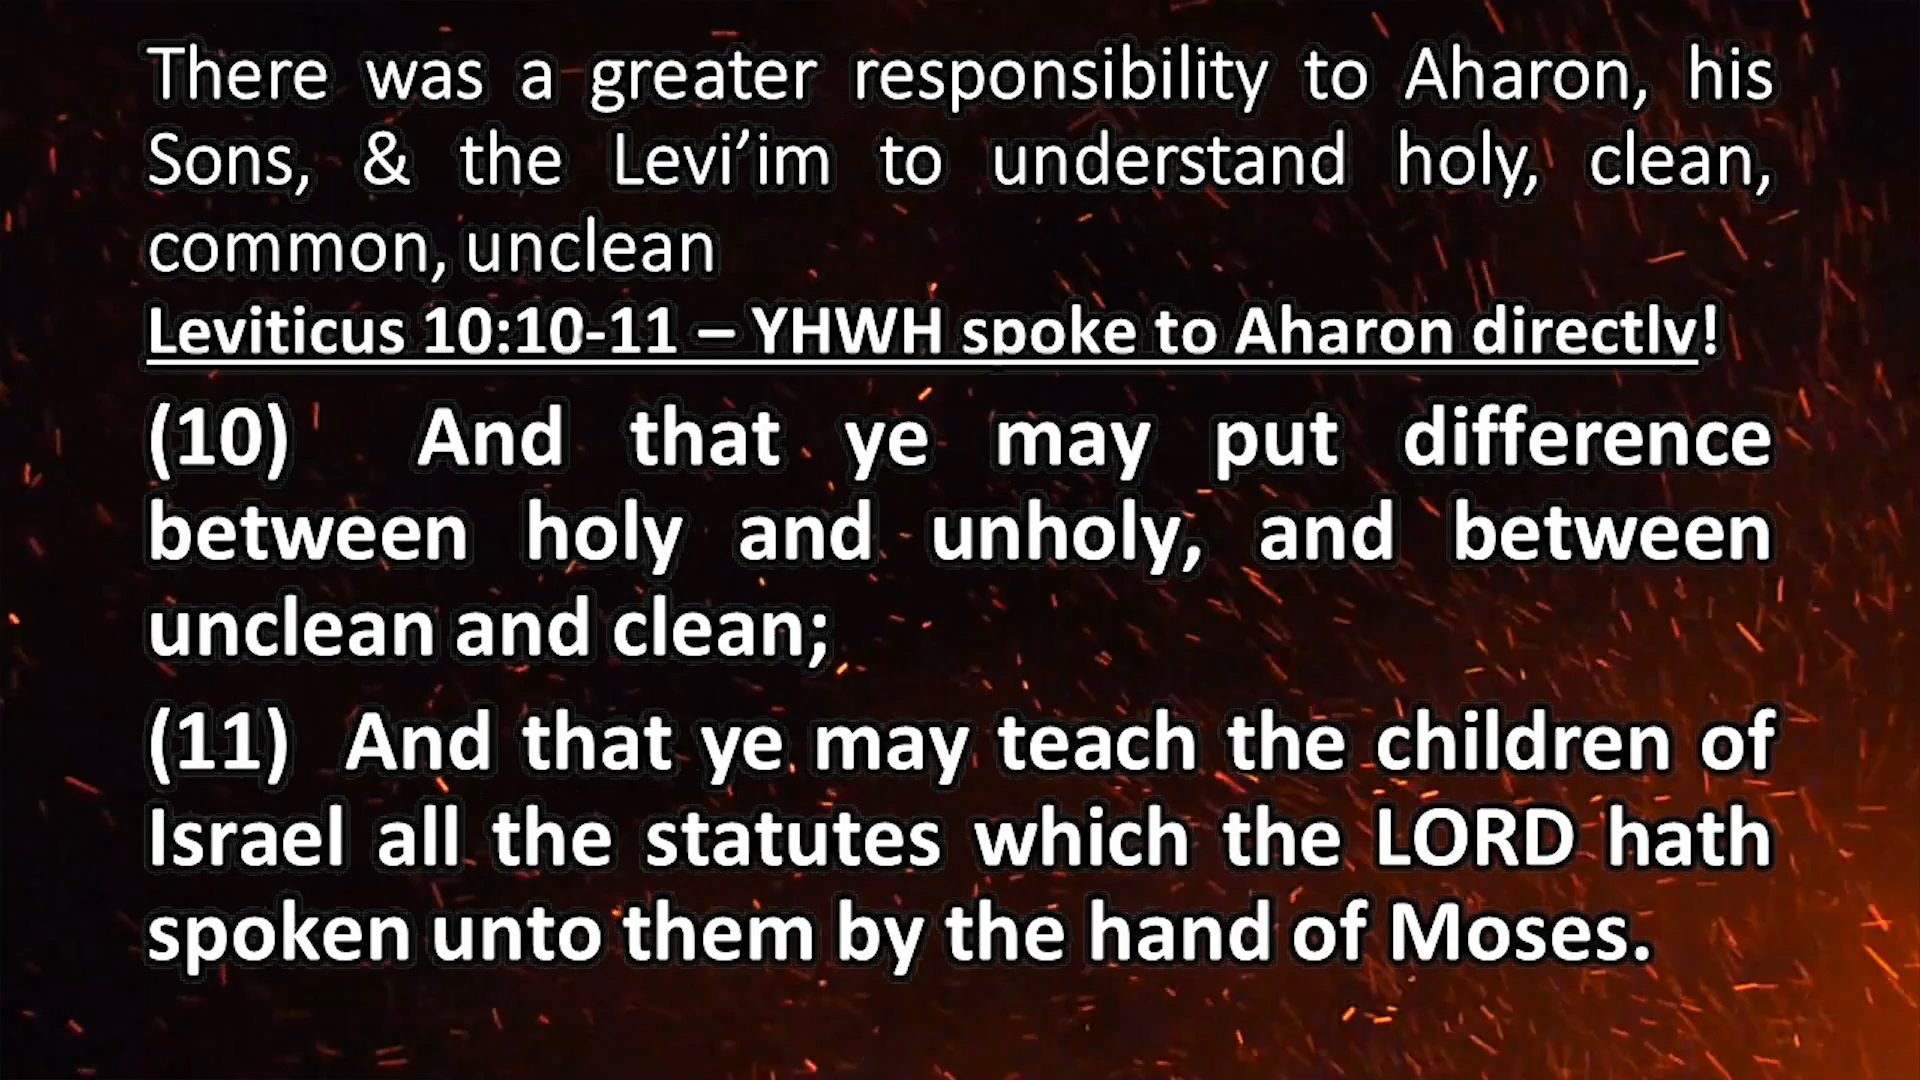 There was a greater responsibility to Aharon, his
Sons, & the Levi’im to understand holy, clean,
common, unclean
Leviticus 10:10-11 – YHWH spoke to Aharon directly!
(10) And that ye may put difference
between holy and unholy, and between
unclean and clean;
(11) And that ye may teach the children of
Israel all the statutes which the LORD hath
spoken unto them by the hand of Moses.